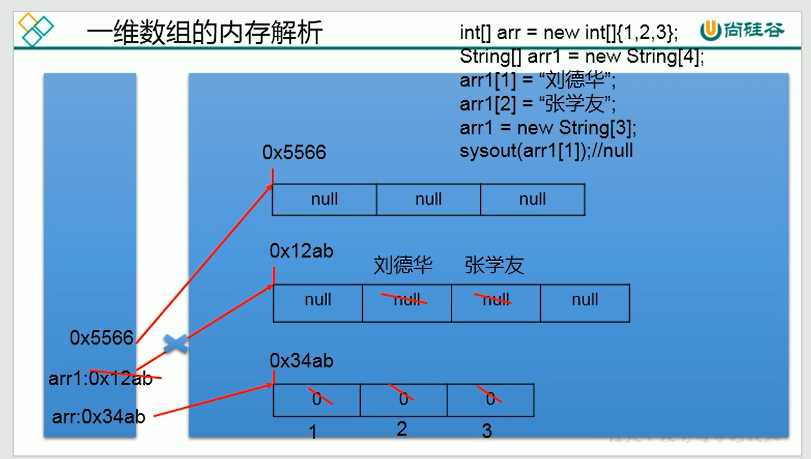 一维数组的内存解析
尚硅谷
int[] arr = new int[]{1,2,3};
String[] arr1 = new String[4];
arr1[1] = “刘德华”;
arr1[2] = “张学友”;
arr1 = new String[3];
sysout(arr1[1]);//null
0x5566
null null null
0x12ab
刘德华 张学友
null null null null
0x5566
arr1:0x12ab
0x34ab
arr:0x34ab
0 0 0
1 2 3